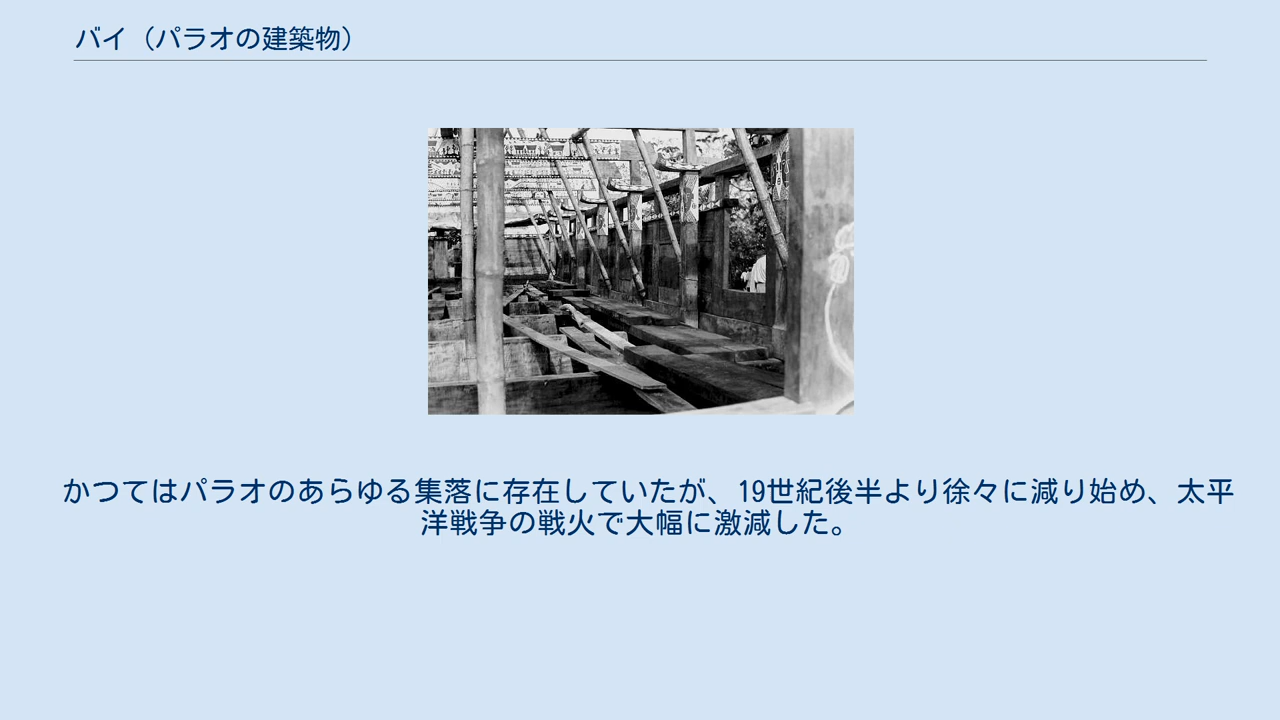 バイ（パラオの建築物）
かつてはパラオのあらゆる集落に存在していたが、19世紀後半より徐々に減り始め、太平
洋戦争の戦火で大幅に激減した。